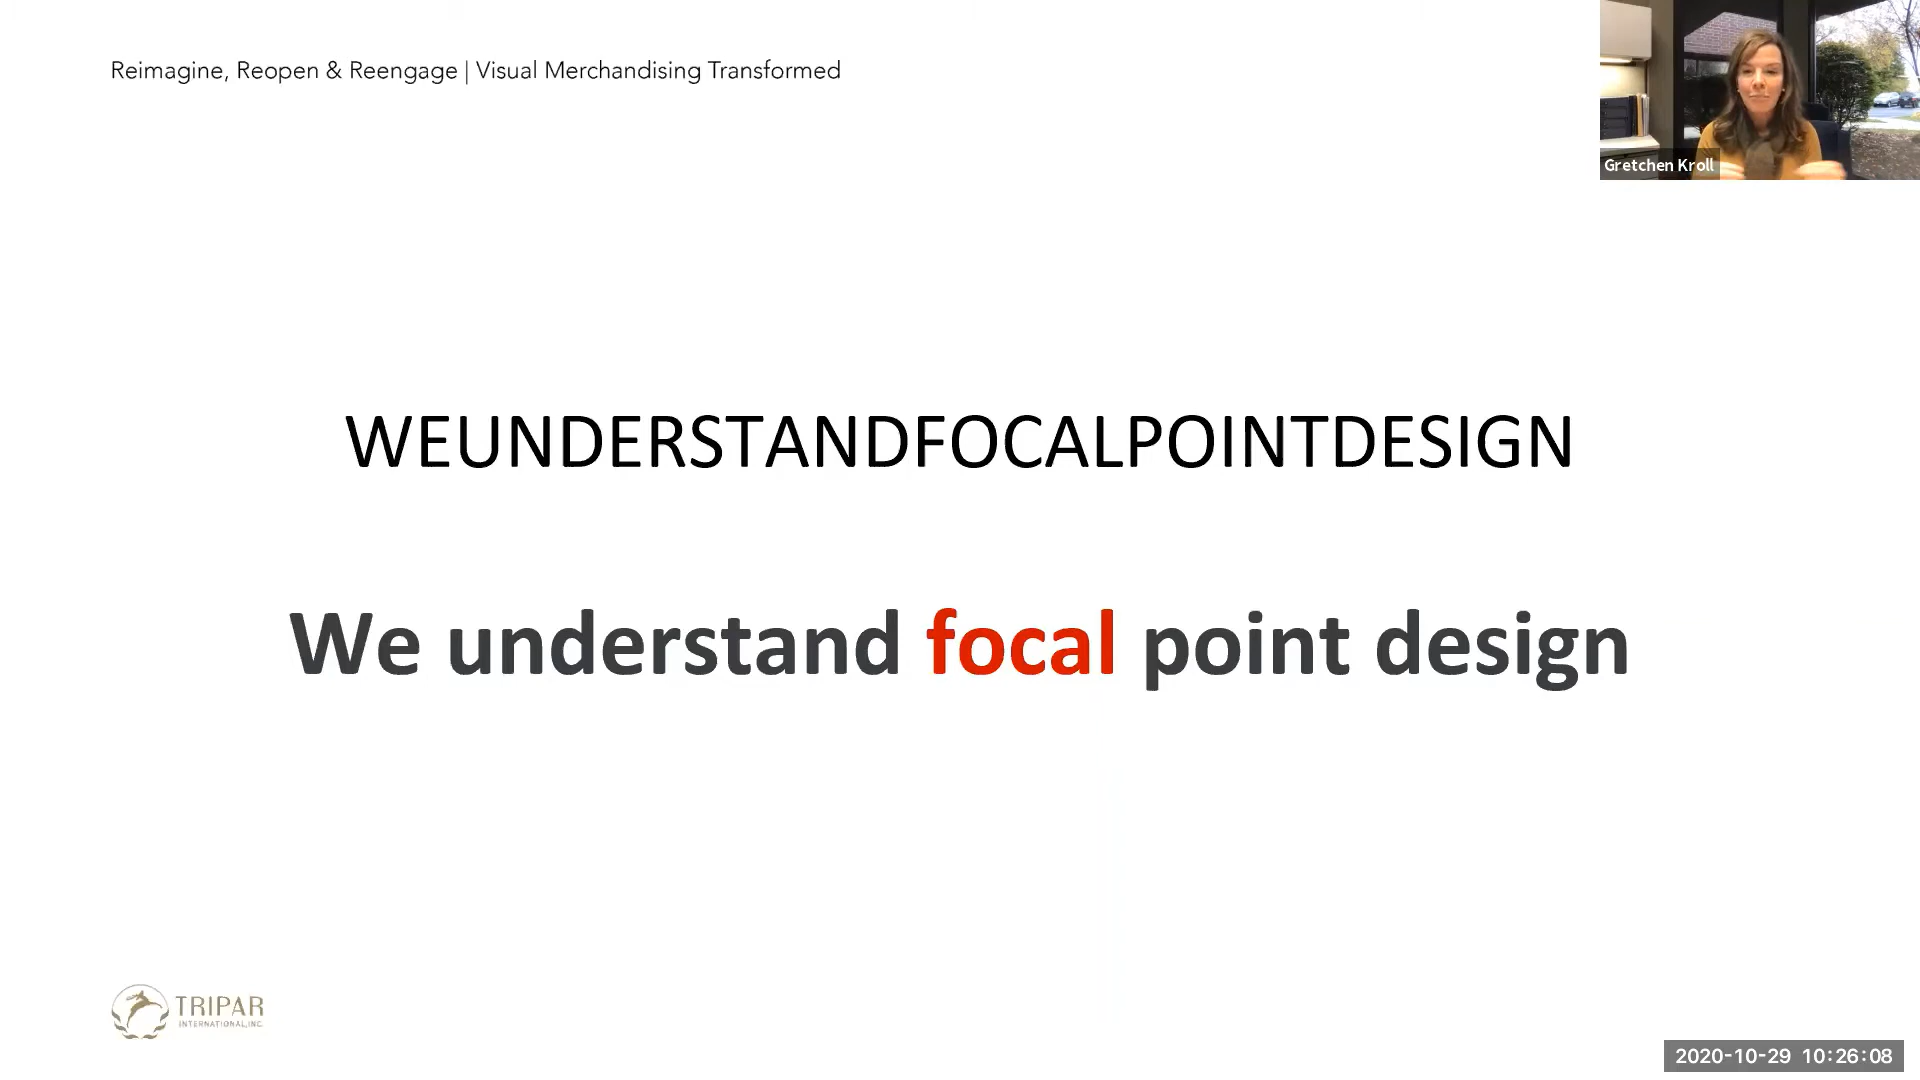 Reimagine, Reopen & Reengage | Visual Merchandising Transformed
Gretchen Kroll
WEUNDERSTANDFOCALPOINTDESIGN
We understand focal point design
TRIPAR
INTERNATIONAL,INC
2020-10-29 10:26:08